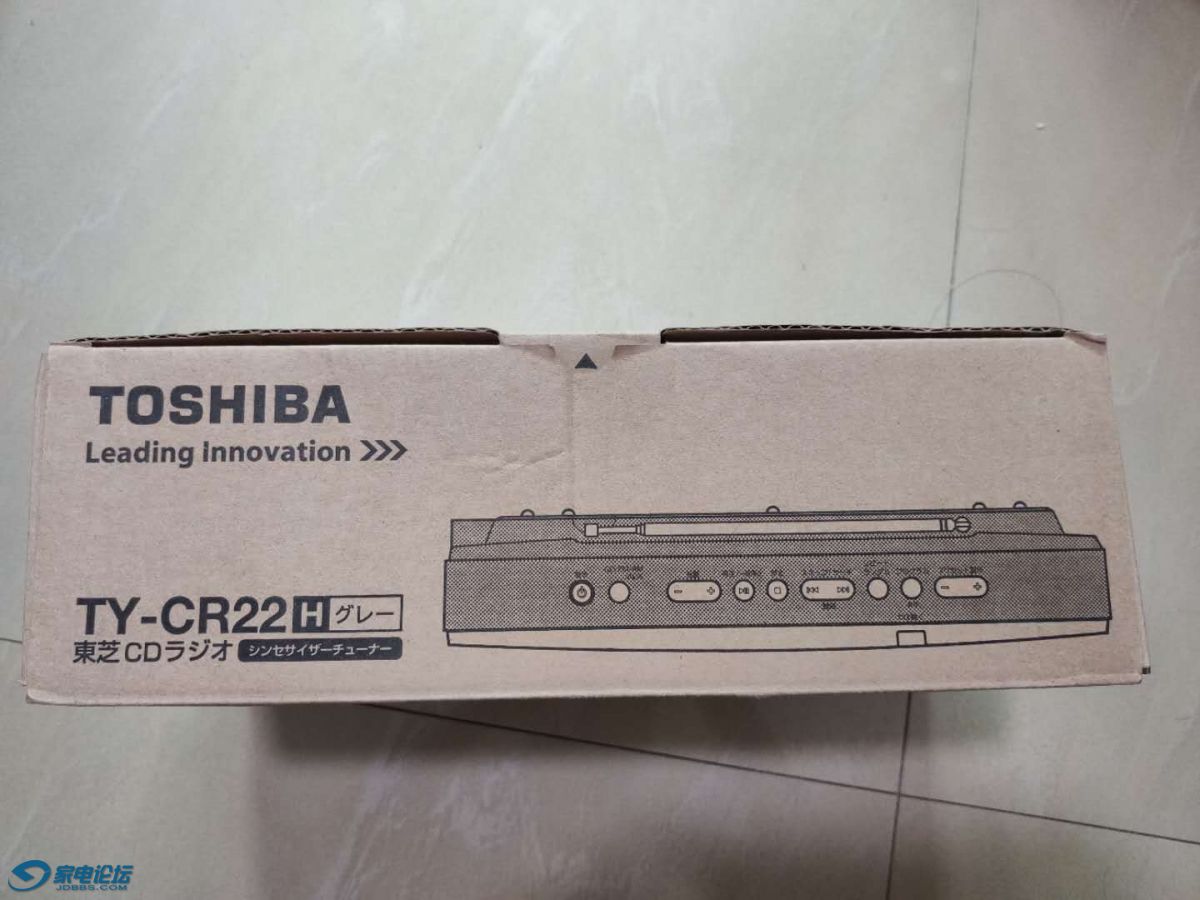 TOSHIBA
Leading Innovation >>>
TY-CR22 H グレー
東芝CDラジオ シンセサイザーチューナー
家电论坛
JDBBS.COM